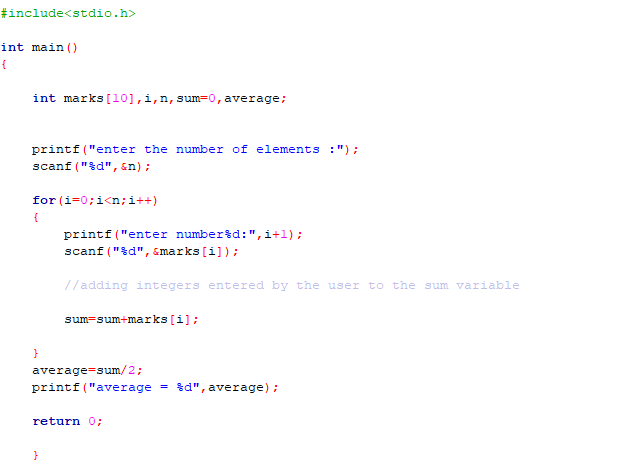 #include<stdio.h>
int main()
{
int marks[10],i,n,sum=0,average;
printf("enter the number of elements :");
scanf("%d",&n);
for(i=0;i<n;i++)
{
printf("enter number%d:",i+1);
scanf("%d",&marks[i]);
//adding integers entered by the user to the sum variable
sum=sum+marks[i];
}
average=sum/2;
printf("average = %d",average);
return 0;
}